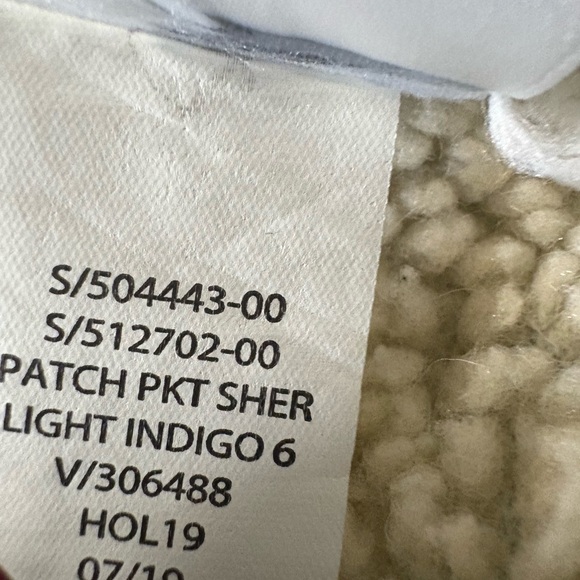 S/504443-00
S/512702-00
PATCH PKT SHER
LIGHT INDIGO 6
V/306488
HOL19
07/19